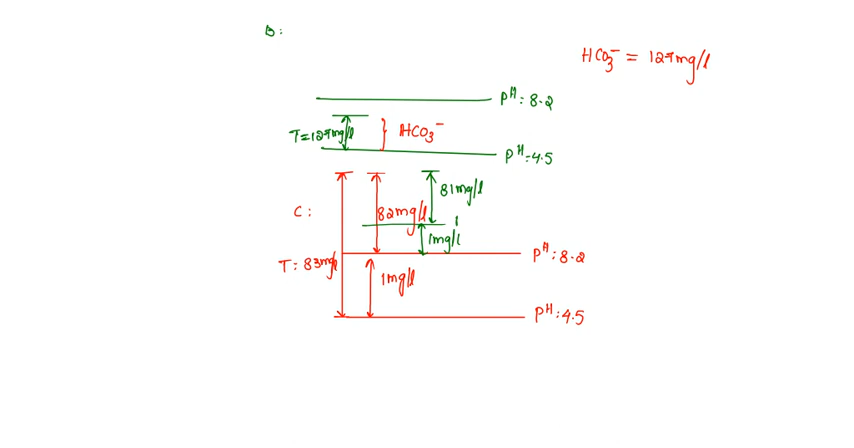 B:
HCO3⁻ = 127mg/l
PH: 8.2
T=127mg/l } HCO3⁻
PH: 4.5
81mg/l
C:
82mg/l
1mg/l
T: 83mg/l
PH: 8.2
1mg/l
PH: 4.5